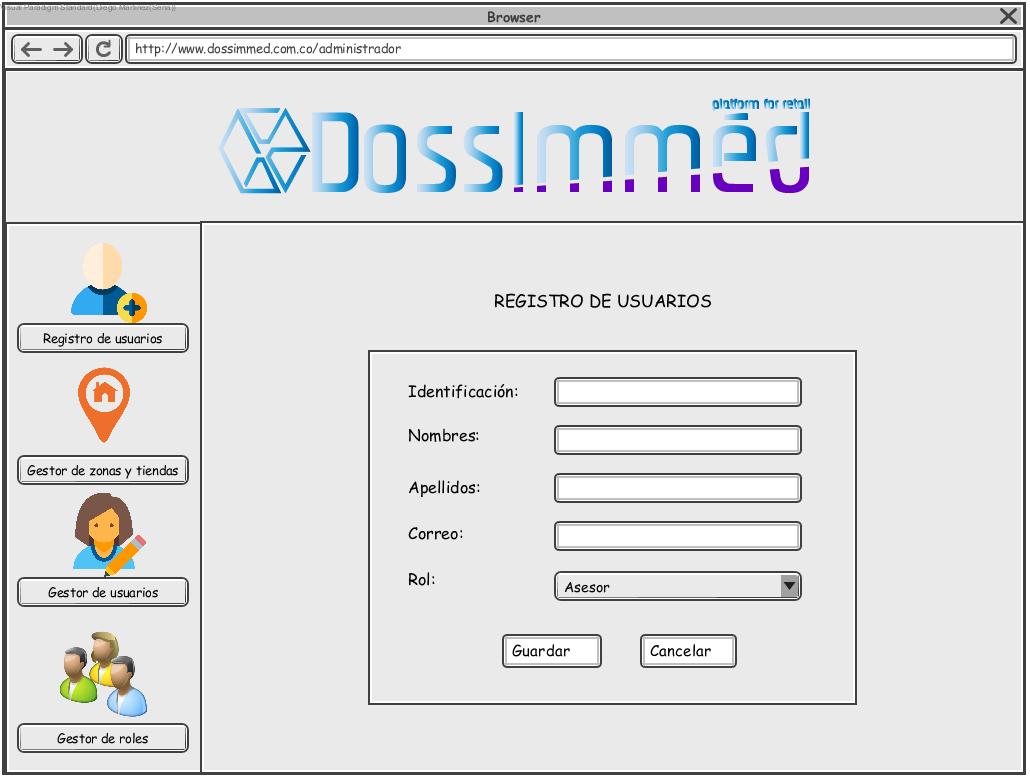 Visual Paradigm Standard(Diego Martinez(Sena))
Browser
http://www.dossimmed.com.co/administrador
platform for retail
DossImmēd
REGISTRO DE USUARIOS
Registro de usuarios
Gestor de zonas y tiendas
Gestor de usuarios
Gestor de roles
Identificación:
Nombres:
Apellidos:
Correo:
Rol:
Asesor
Guardar
Cancelar